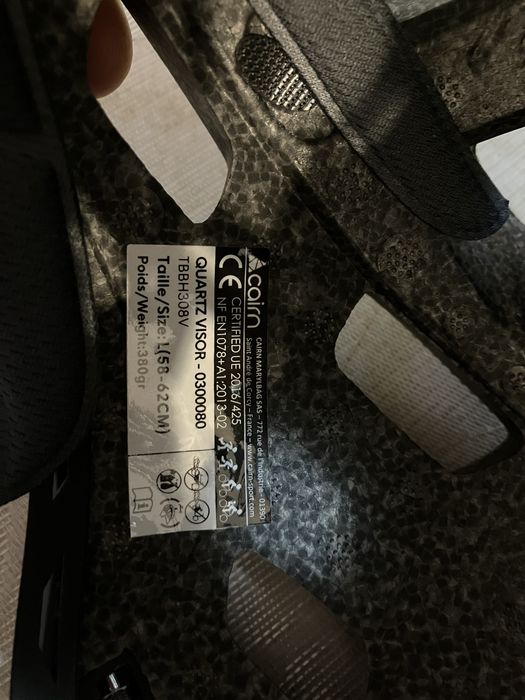 cairn
CAIRN MARYLBAG SAS – 772 rue de l'Industrie - 01390
Saint André de Corcy – France – www.cairn-sport.com
CE CERTIFIED UE 2016/425
NF EN1078+A1:2013-02
QUARTZ VISOR - 0300080
TBBH308V
Taille/Size: L(58-62CM)
Poids/Weight:380gr